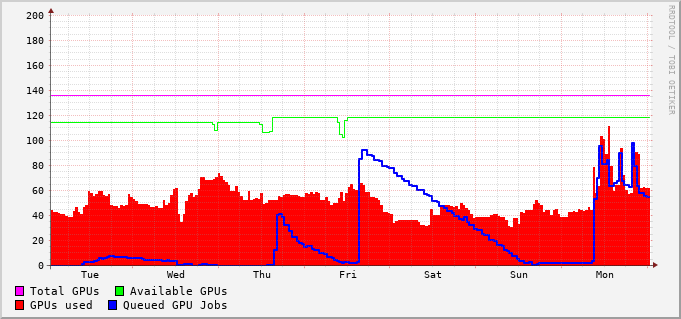 200
180
160
140
120
100
80
60
40
20
0
Tue Wed Thu Fri Sat Sun Mon
Total GPUs Available GPUs
GPUs used Queued GPU Jobs
RRDTOOL / TOBI OETIKER